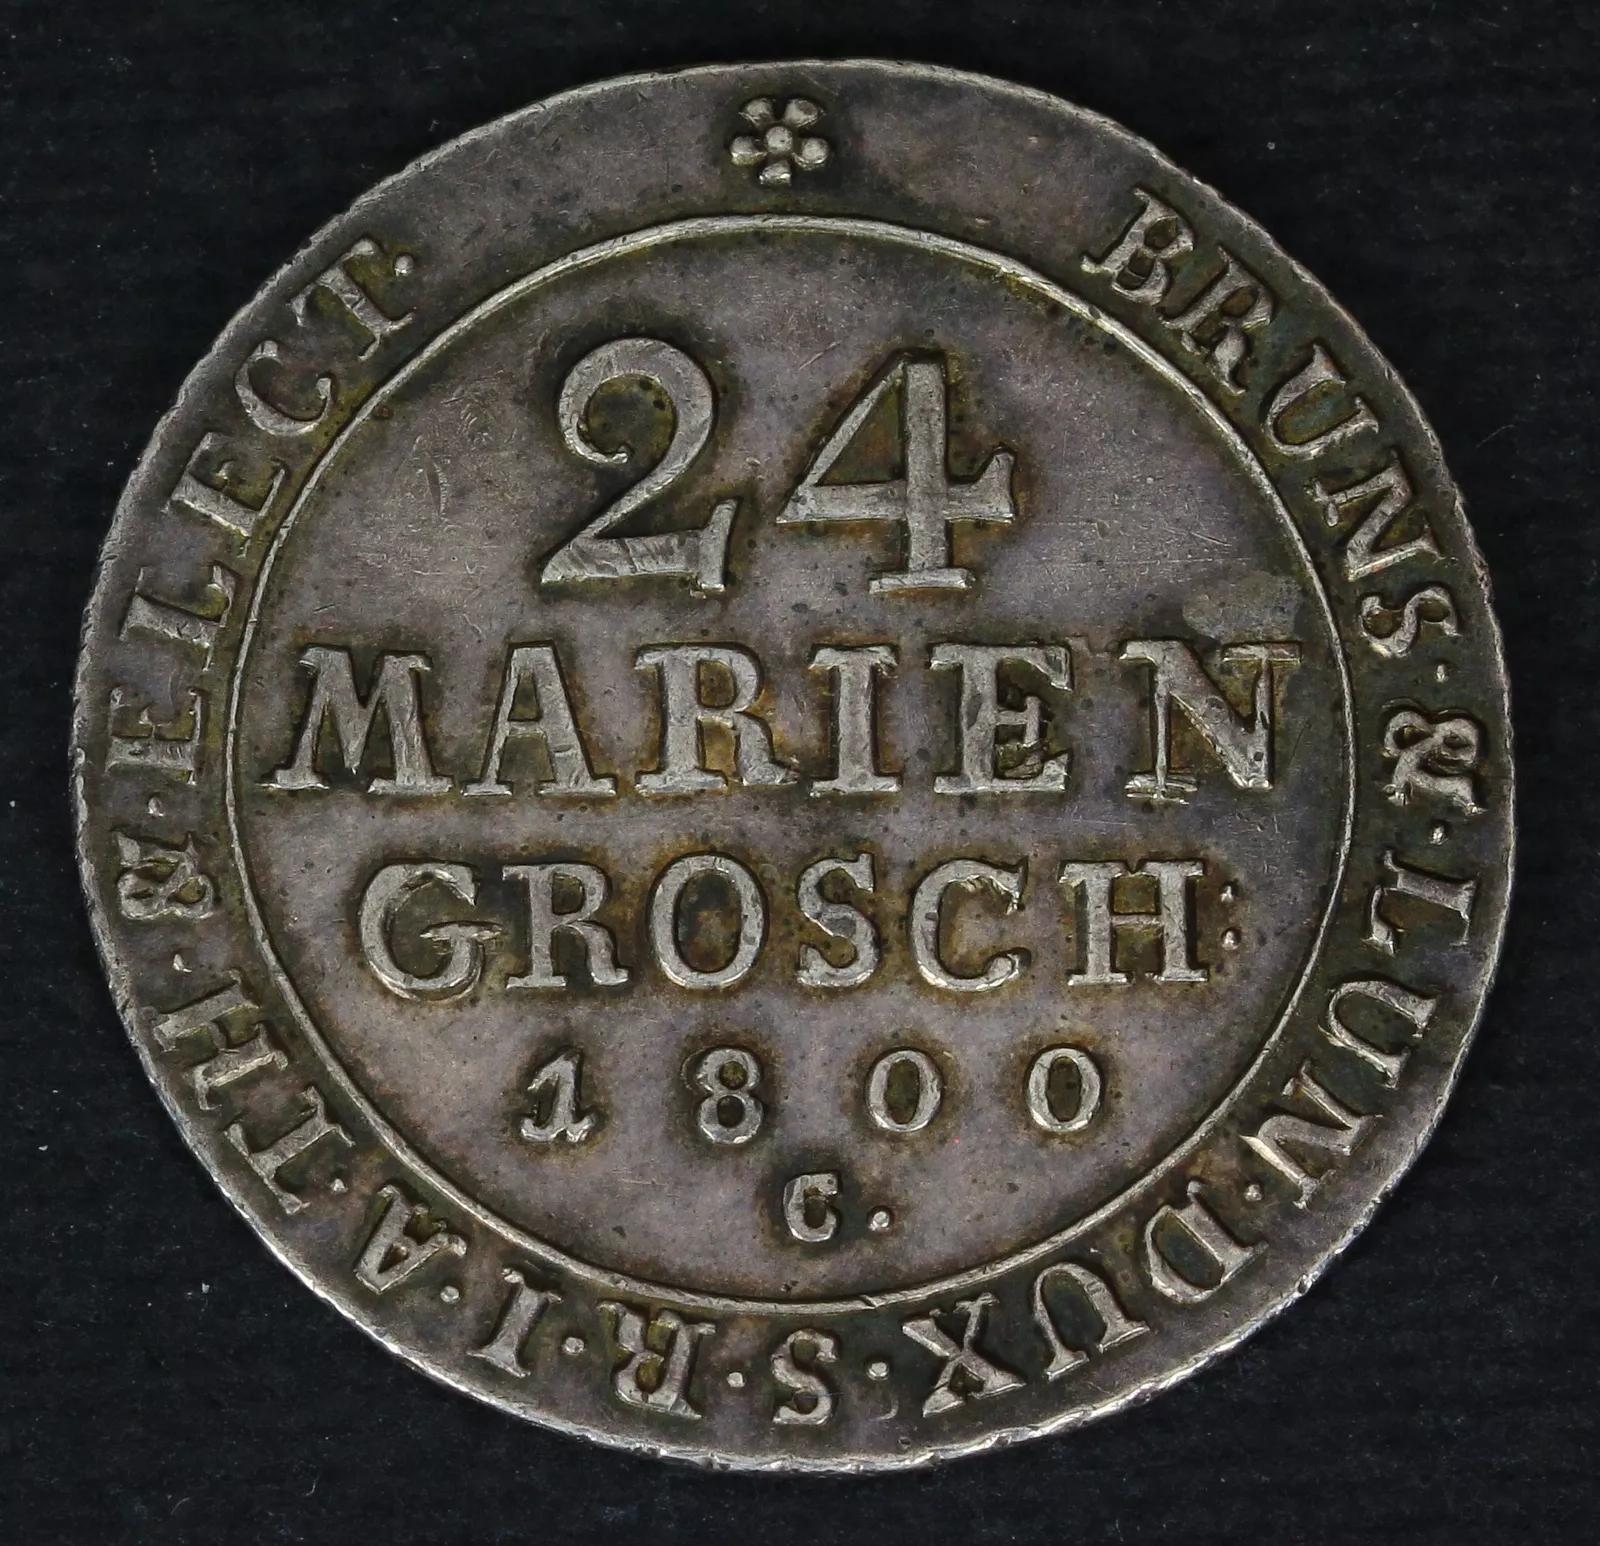 24
MARIEN
GROSCH:
1800
C.
BRUNS. & . LUN . DUX . S . R . I . A . TH . & . ELECT.